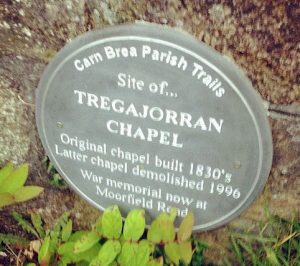 Carn Brea Parish Trails
Site of...
TREGAJORRAN
CHAPEL
Original chapel built 1830's
Latter chapel demolished 1996
War memorial now at
Moorfield Road